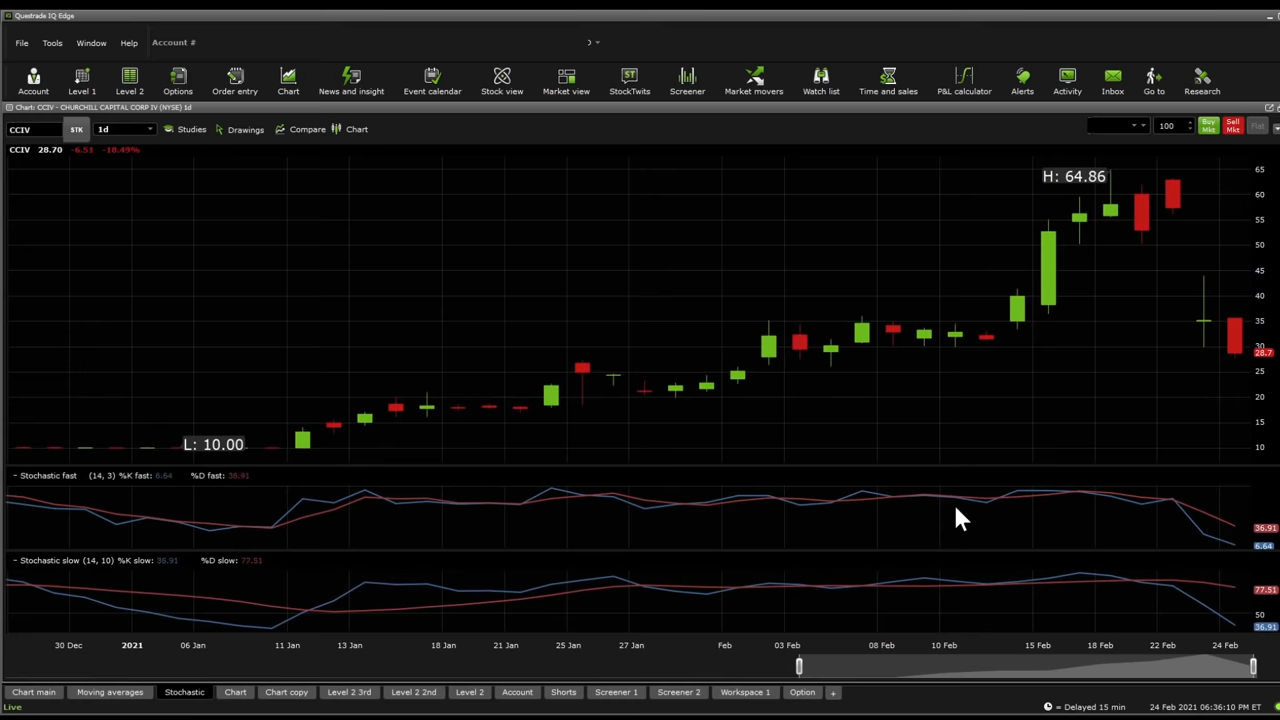 Questrade IQ Edge
File Tools Window Help Account #
Account Level 1 Level 2 Options Order entry Chart News and insight Event calendar Stock view Market view StockTwits Screener Market movers Watch list Time and sales P&L calculator Alerts Activity Inbox Go to Research
Chart: CCIV - CHURCHILL CAPITAL CORP IV (NYSE) 1d
CCIV STK 1d Studies Drawings Compare Chart 100 Buy Mkt Sell Mkt Flat
CCIV 28.70 -6.51 -18.49%
H: 64.86
65
60
55
50
45
40
35
30
28.7
25
20
15
10
L: 10.00
- Stochastic fast (14, 3) %K fast: 6.64 %D fast: 36.91
36.91
6.64
- Stochastic slow (14, 10) %K slow: 36.91 %D slow: 77.51
77.51
50
36.91
30 Dec 2021 06 Jan 11 Jan 13 Jan 18 Jan 21 Jan 25 Jan 27 Jan Feb 03 Feb 08 Feb 10 Feb 15 Feb 18 Feb 22 Feb 24 Feb
Chart main Moving averages Stochastic Chart Chart copy Level 2 3rd Level 2 2nd Level 2 Account Shorts Screener 1 Screener 2 Workspace 1 Option +
Live = Delayed 15 min 24 Feb 2021 06:36:10 PM ET